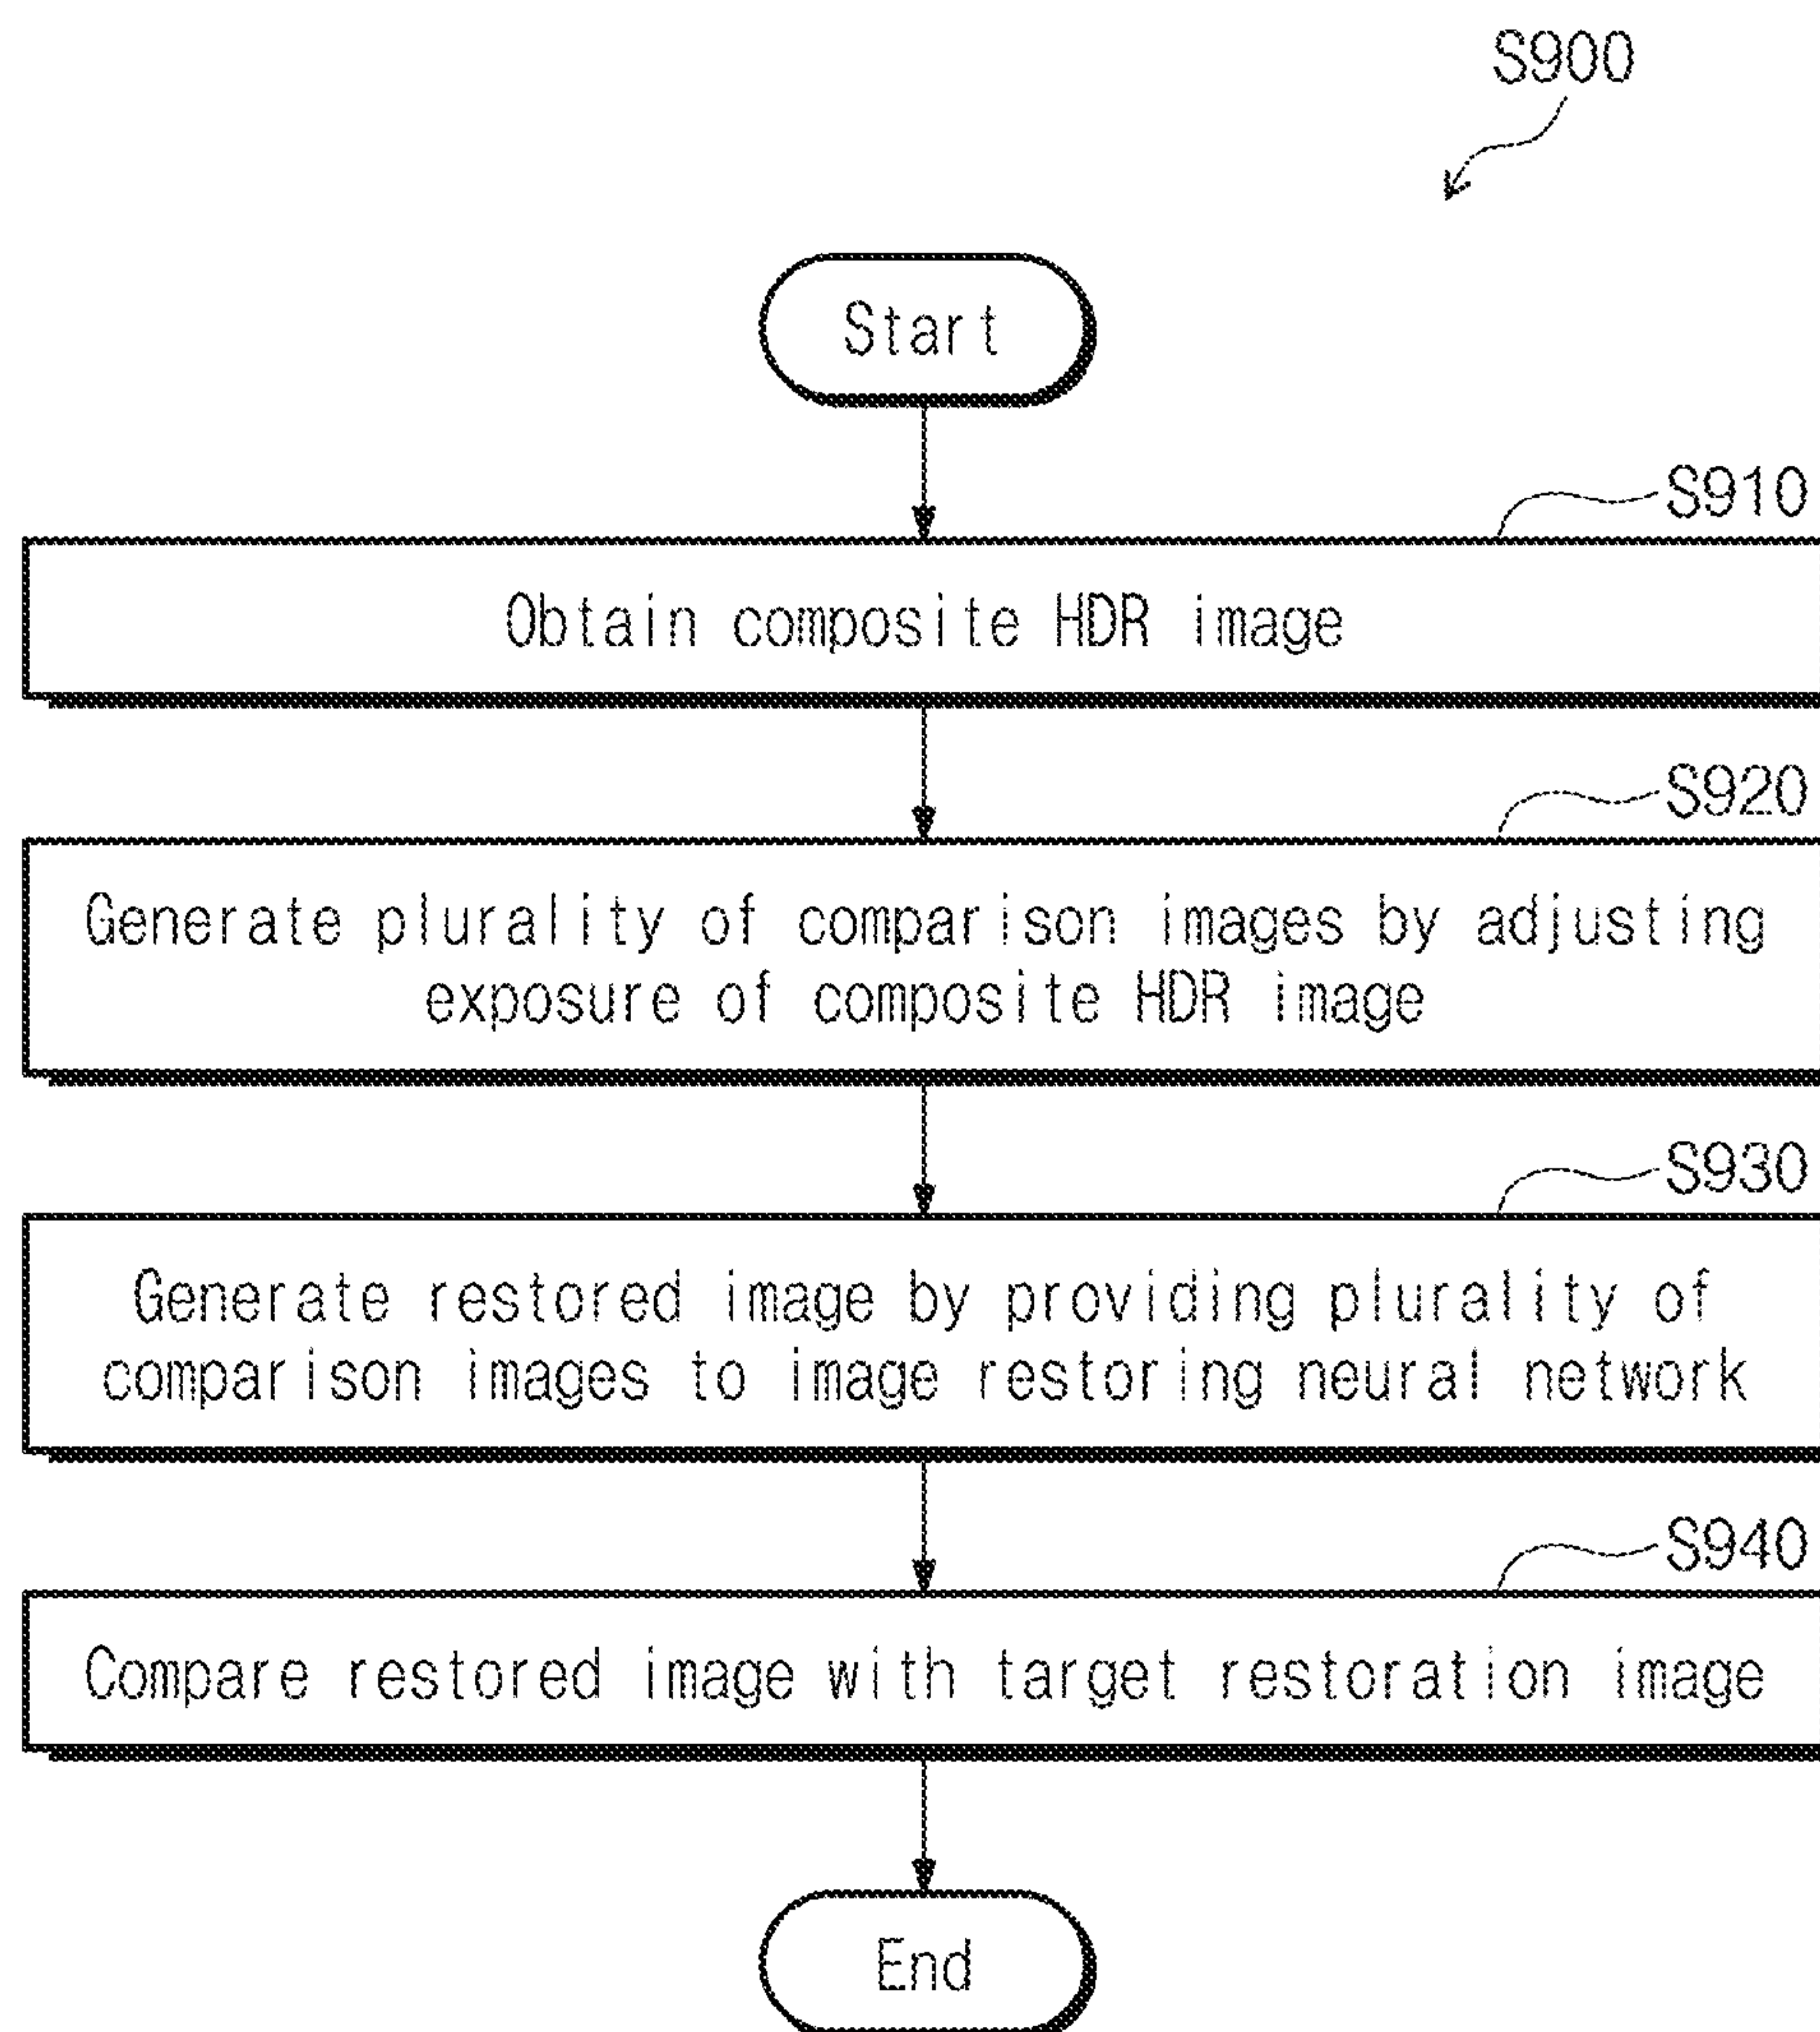 S900
Start
S910
Obtain composite HDR image
S920
Generate plurality of comparison images by adjusting
exposure of composite HDR image
S930
Generate restored image by providing plurality of
comparison images to image restoring neural network
S940
Compare restored image with target restoration image
End